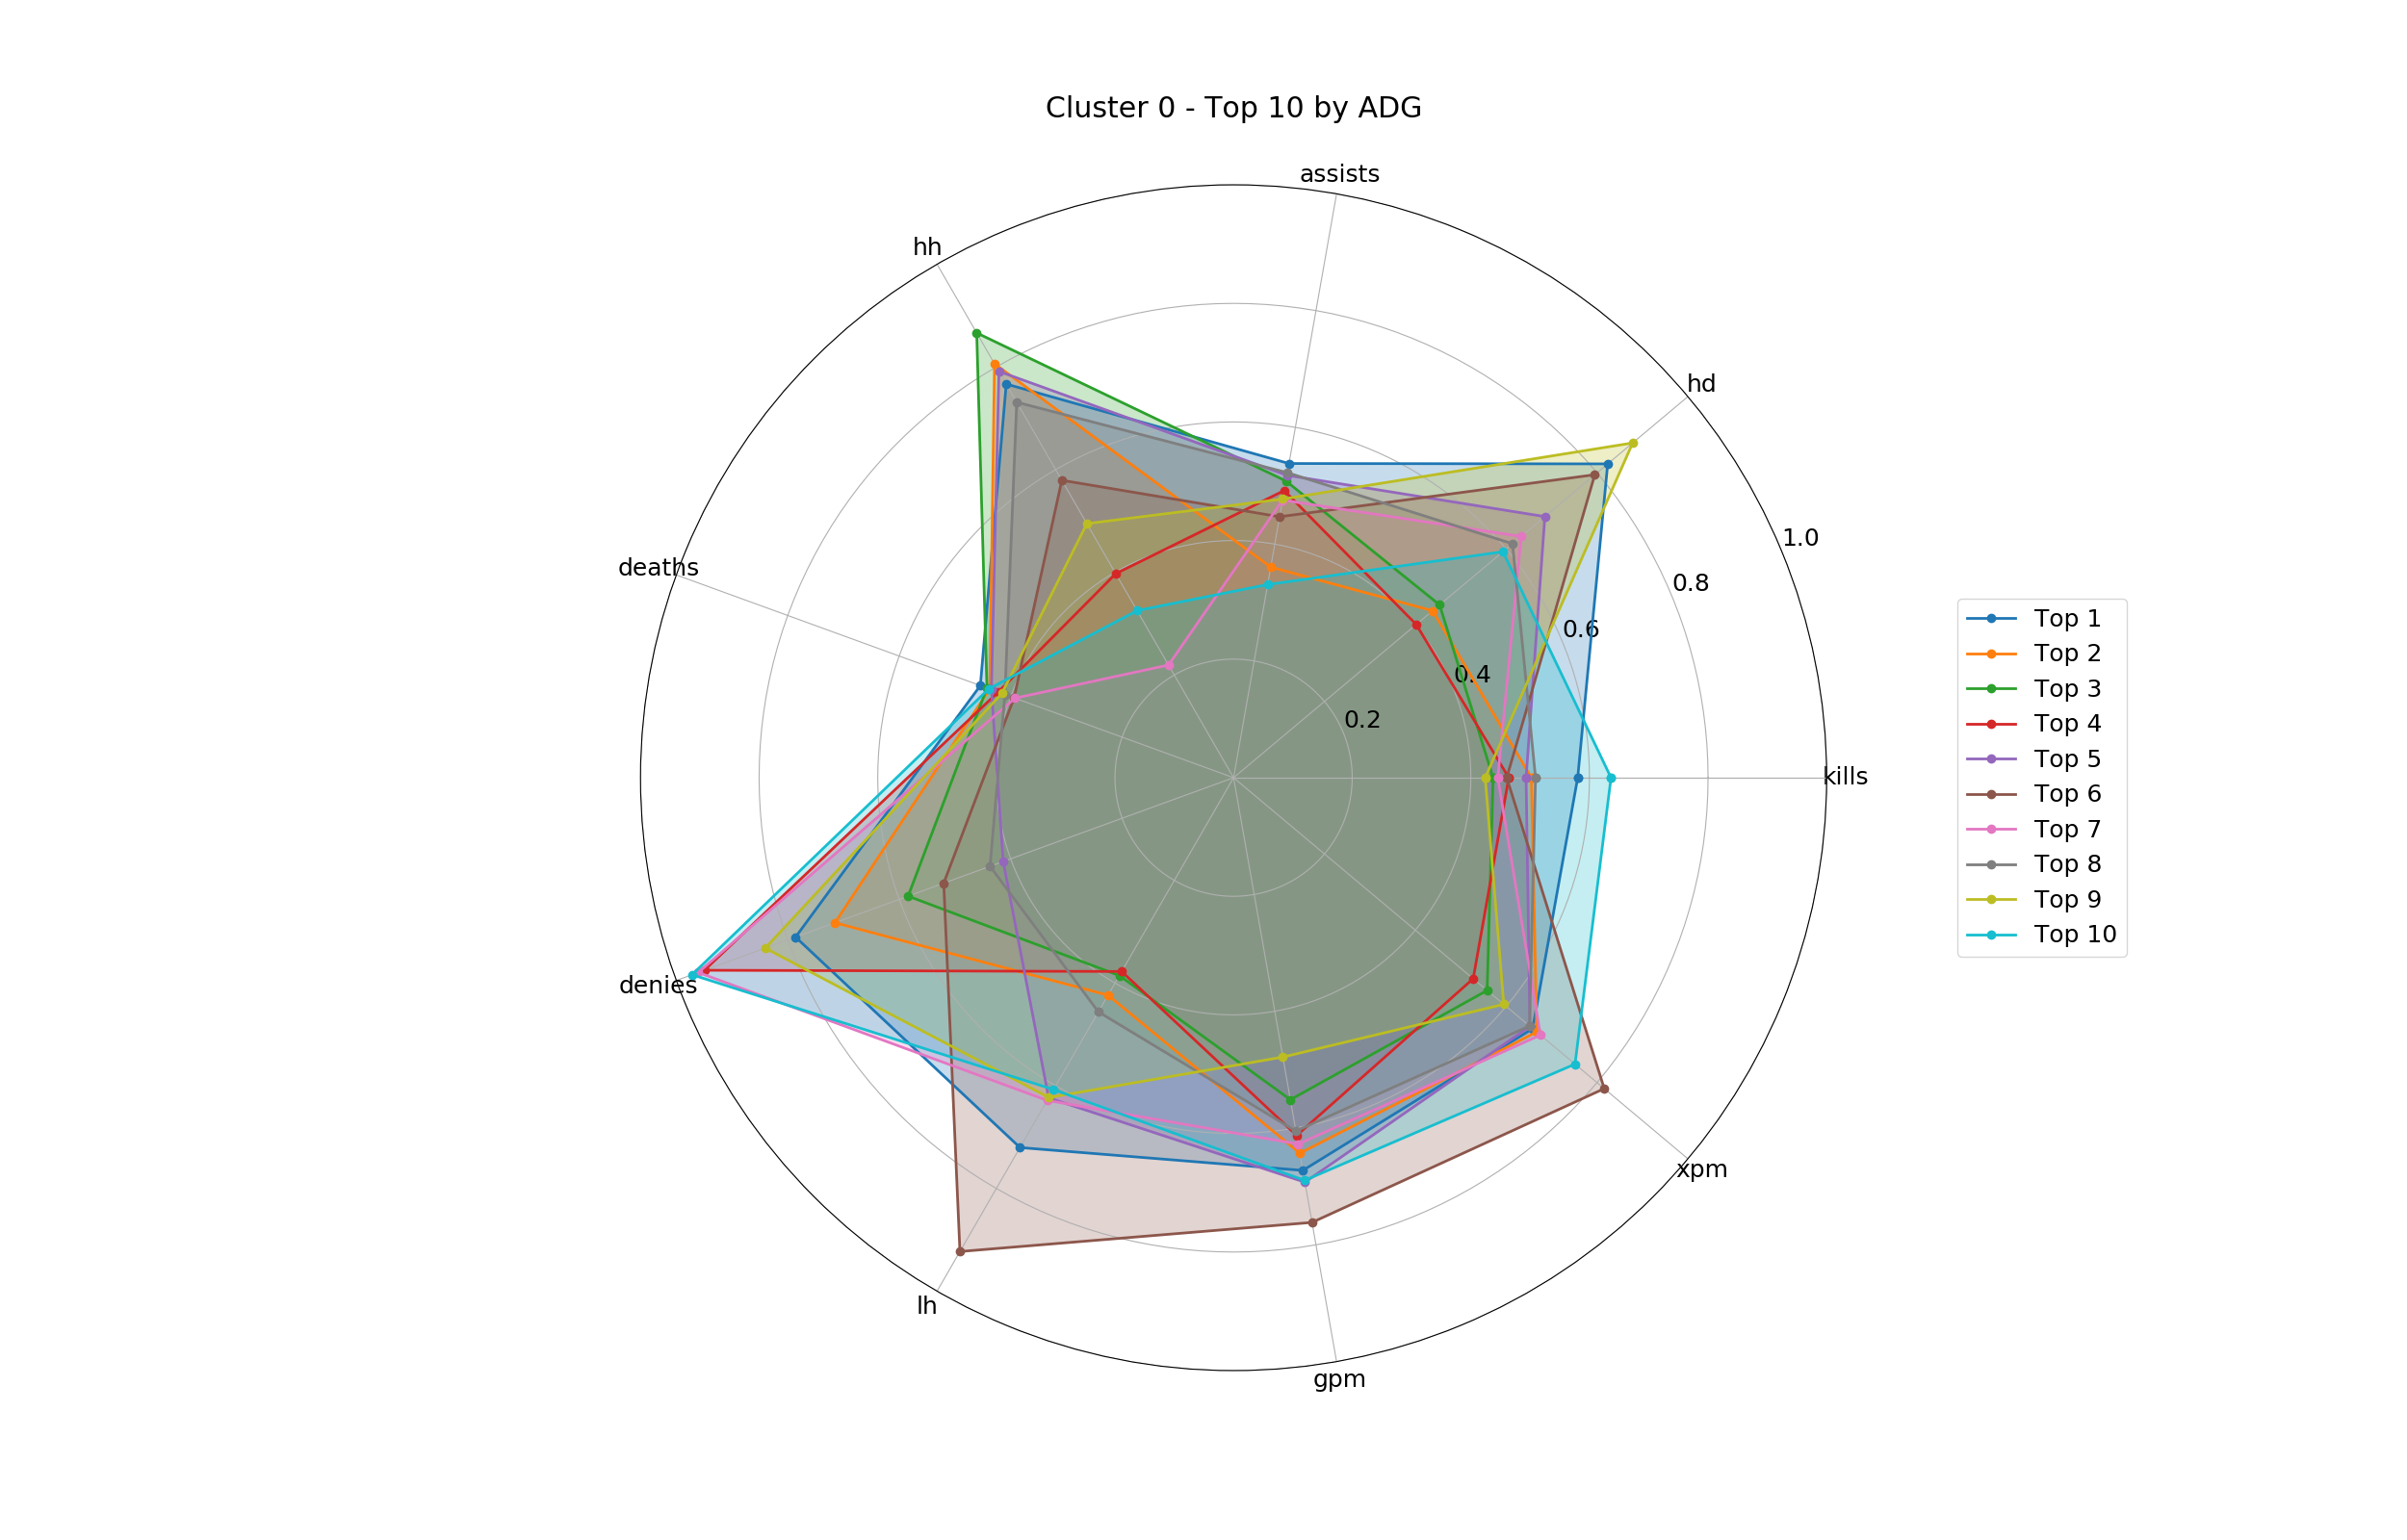 Cluster 0 - Top 10 by ADG
assists
hh
hd
1.0
deaths
0.8
0.6
0.4
0.2
kills
denies
xpm
lh
gpm
Top 1
Top 2
Top 3
Top 4
Top 5
Top 6
Top 7
Top 8
Top 9
Top 10